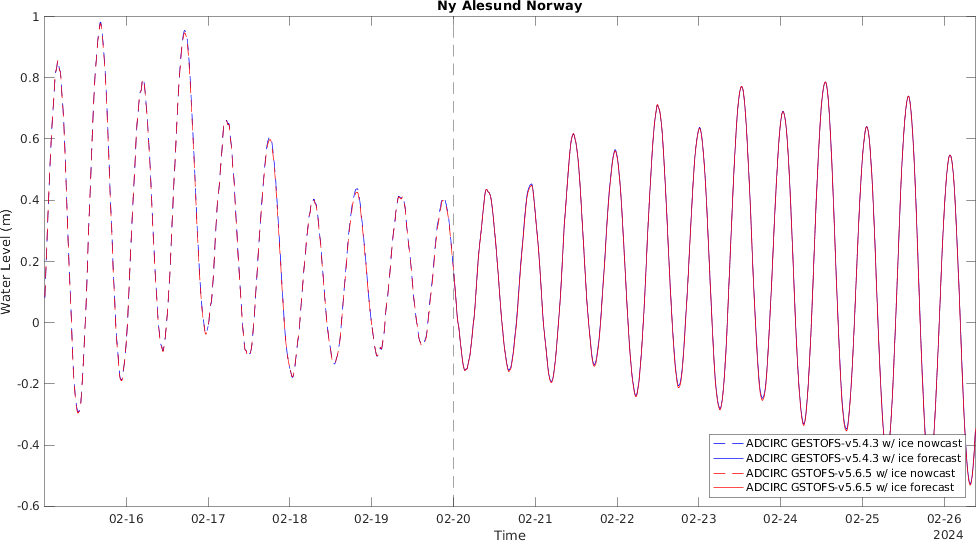 Ny Alesund Norway
1
0.8
0.6
0.4
0.2
0
-0.2
-0.4
-0.6
Water Level (m)
ADCIRC GESTOFS-v5.4.3 w/ ice nowcast
ADCIRC GESTOFS-v5.4.3 w/ ice forecast
ADCIRC GSTOFS-v5.6.5 w/ ice nowcast
ADCIRC GSTOFS-v5.6.5 w/ ice forecast
02-16 02-17 02-18 02-19 02-20 02-21 02-22 02-23 02-24 02-25 02-26
Time
2024